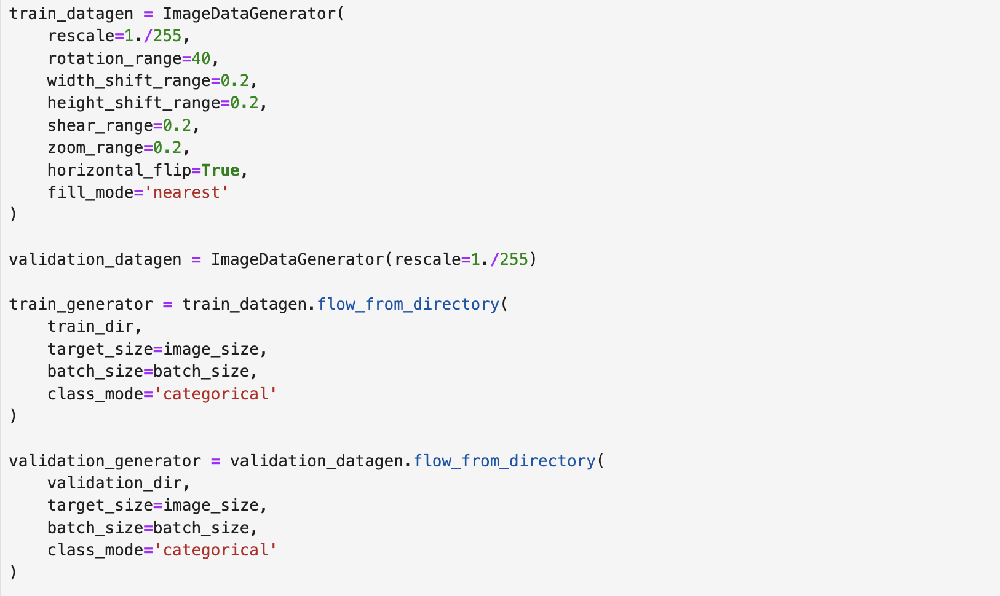 train_datagen = ImageDataGenerator(
    rescale=1./255,
    rotation_range=40,
    width_shift_range=0.2,
    height_shift_range=0.2,
    shear_range=0.2,
    zoom_range=0.2,
    horizontal_flip=True,
    fill_mode='nearest'
)

validation_datagen = ImageDataGenerator(rescale=1./255)

train_generator = train_datagen.flow_from_directory(
    train_dir,
    target_size=image_size,
    batch_size=batch_size,
    class_mode='categorical'
)

validation_generator = validation_datagen.flow_from_directory(
    validation_dir,
    target_size=image_size,
    batch_size=batch_size,
    class_mode='categorical'
)